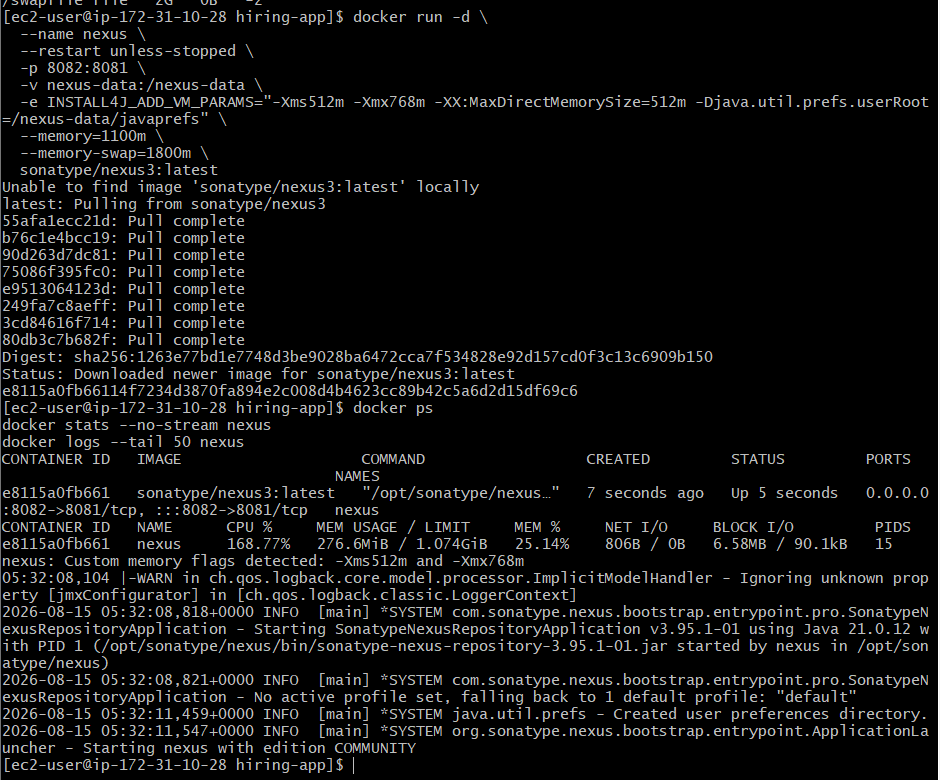 /swapfile file   2G   0B   -2
[ec2-user@ip-172-31-10-28 hiring-app]$ docker run -d \
  --name nexus \
  --restart unless-stopped \
  -p 8082:8081 \
  -v nexus-data:/nexus-data \
  -e INSTALL4J_ADD_VM_PARAMS="-Xms512m -Xmx768m -XX:MaxDirectMemorySize=512m -Djava.util.prefs.userRoot
=/nexus-data/javaprefs" \
  --memory=1100m \
  --memory-swap=1800m \
  sonatype/nexus3:latest
Unable to find image 'sonatype/nexus3:latest' locally
latest: Pulling from sonatype/nexus3
55afa1ecc21d: Pull complete
b76c1e4bcc19: Pull complete
90d263d7dc81: Pull complete
75086f395fc0: Pull complete
e9513064123d: Pull complete
249fa7c8aeff: Pull complete
3cd84616f714: Pull complete
80db3c7b682f: Pull complete
Digest: sha256:1263e77bd1e7748d3be9028ba6472cca7f534828e92d157cd0f3c13c6909b150
Status: Downloaded newer image for sonatype/nexus3:latest
e8115a0fb66114f7234d3870fa894e2c008d4b4623cc89b42c5a6d2d15df69c6
[ec2-user@ip-172-31-10-28 hiring-app]$ docker ps
docker stats --no-stream nexus
docker logs --tail 50 nexus
CONTAINER ID   IMAGE                    COMMAND                  CREATED         STATUS         PORTS
                                     NAMES
e8115a0fb661   sonatype/nexus3:latest   "/opt/sonatype/nexus…"   7 seconds ago   Up 5 seconds   0.0.0.0
:8082->8081/tcp, :::8082->8081/tcp   nexus
CONTAINER ID   NAME      CPU %     MEM USAGE / LIMIT     MEM %     NET I/O     BLOCK I/O         PIDS
e8115a0fb661   nexus     168.77%   276.6MiB / 1.074GiB   25.14%    806B / 0B   6.58MB / 90.1kB   15
nexus: Custom memory flags detected: -Xms512m and -Xmx768m
05:32:08,104 |-WARN in ch.qos.logback.core.model.processor.ImplicitModelHandler - Ignoring unknown prop
erty [jmxConfigurator] in [ch.qos.logback.classic.LoggerContext]
2026-08-15 05:32:08,818+0000 INFO  [main] *SYSTEM com.sonatype.nexus.bootstrap.entrypoint.pro.SonatypeN
exusRepositoryApplication - Starting SonatypeNexusRepositoryApplication v3.95.1-01 using Java 21.0.12 w
ith PID 1 (/opt/sonatype/nexus/bin/sonatype-nexus-repository-3.95.1-01.jar started by nexus in /opt/son
atype/nexus)
2026-08-15 05:32:08,821+0000 INFO  [main] *SYSTEM com.sonatype.nexus.bootstrap.entrypoint.pro.SonatypeN
exusRepositoryApplication - No active profile set, falling back to 1 default profile: "default"
2026-08-15 05:32:11,459+0000 INFO  [main] *SYSTEM java.util.prefs - Created user preferences directory.
2026-08-15 05:32:11,547+0000 INFO  [main] *SYSTEM org.sonatype.nexus.bootstrap.entrypoint.ApplicationLa
uncher - Starting nexus with edition COMMUNITY
[ec2-user@ip-172-31-10-28 hiring-app]$